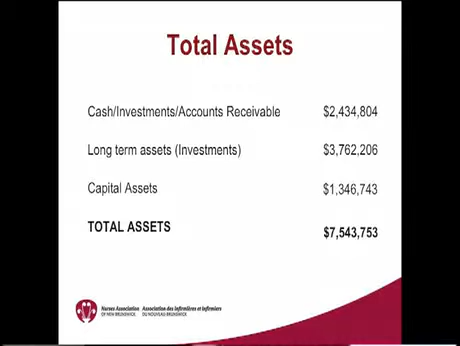 Total Assets
Cash/Investments/Accounts Receivable $2,434,804
Long term assets (Investments) $3,762,206
Capital Assets $1,346,743
TOTAL ASSETS $7,543,753
Nurses Association Association des infirmières et infirmiers
OF NEW BRUNSWICK DU NOUVEAU-BRUNSWICK